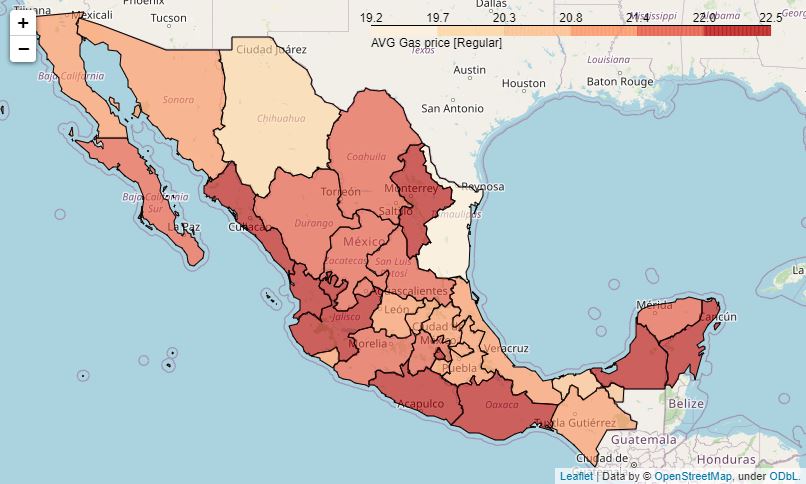 +
−
19.2 19.7 20.3 20.8 21.4 22.0 22.5
AVG Gas price [Regular]
Phoenix
Dallas
Tijuana
Mexicali
Tucson
Mississippi
Alabama
Ciudad Juárez
Texas
Louisiana
Austin
Houston
Baton Rouge
Baja California
Sonora
San Antonio
Chihuahua
Coahuila
Reynosa
Torreón
Monterrey
Baja California
Sur
Saltillo
Tamaulipas
La Paz
Culiacán
Durango
México
Zacatecas
San Luis
Potosí
Aguascalientes
Mérida
Cancún
León
Jalisco
Ciudad de
México
Morelia
Veracruz
Puebla
Acapulco
Oaxaca
Belize
Tuxtla Gutiérrez
Guatemala
Ciudad de
Honduras
Leaflet | Data by © OpenStreetMap, under ODbL.